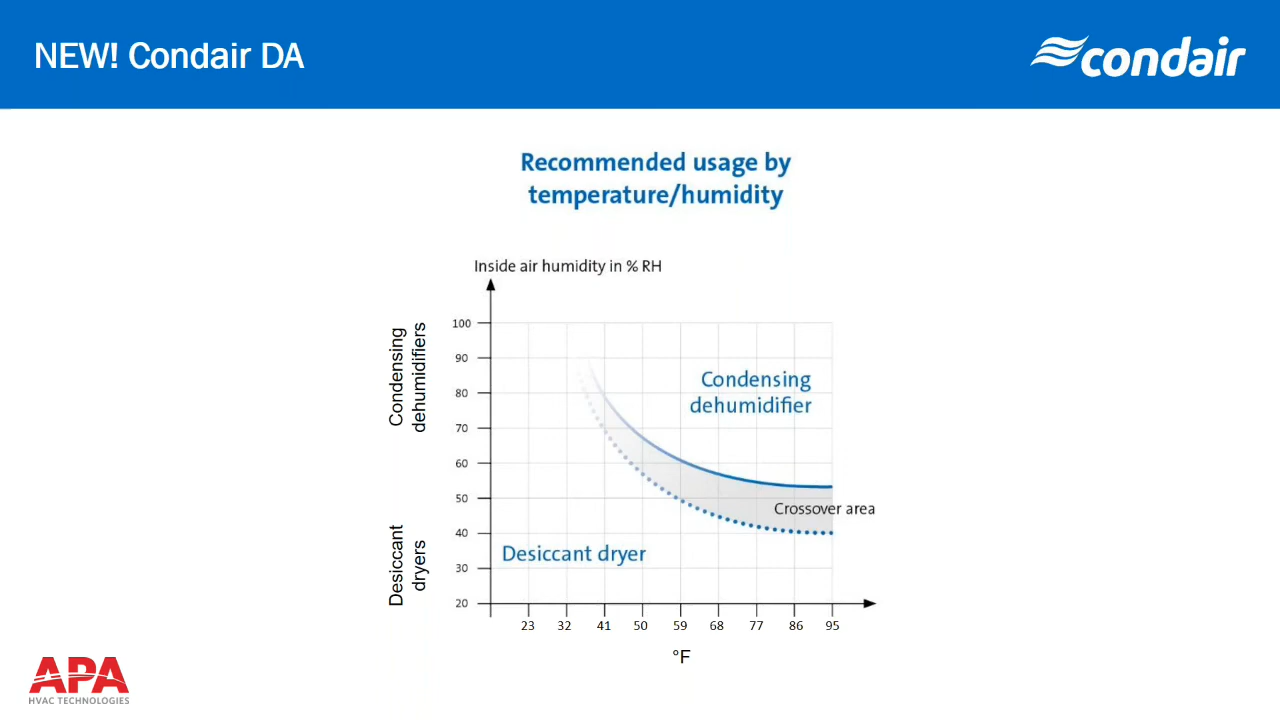 NEW! Condair DA
condair
Recommended usage by
temperature/humidity
Inside air humidity in % RH
Condensing
dehumidifiers
Desiccant
dryers
100
90
80
70
60
50
40
30
20
Condensing
dehumidifier
Crossover area
Desiccant dryer
23 32 41 50 59 68 77 86 95
°F
APA
HVAC TECHNOLOGIES